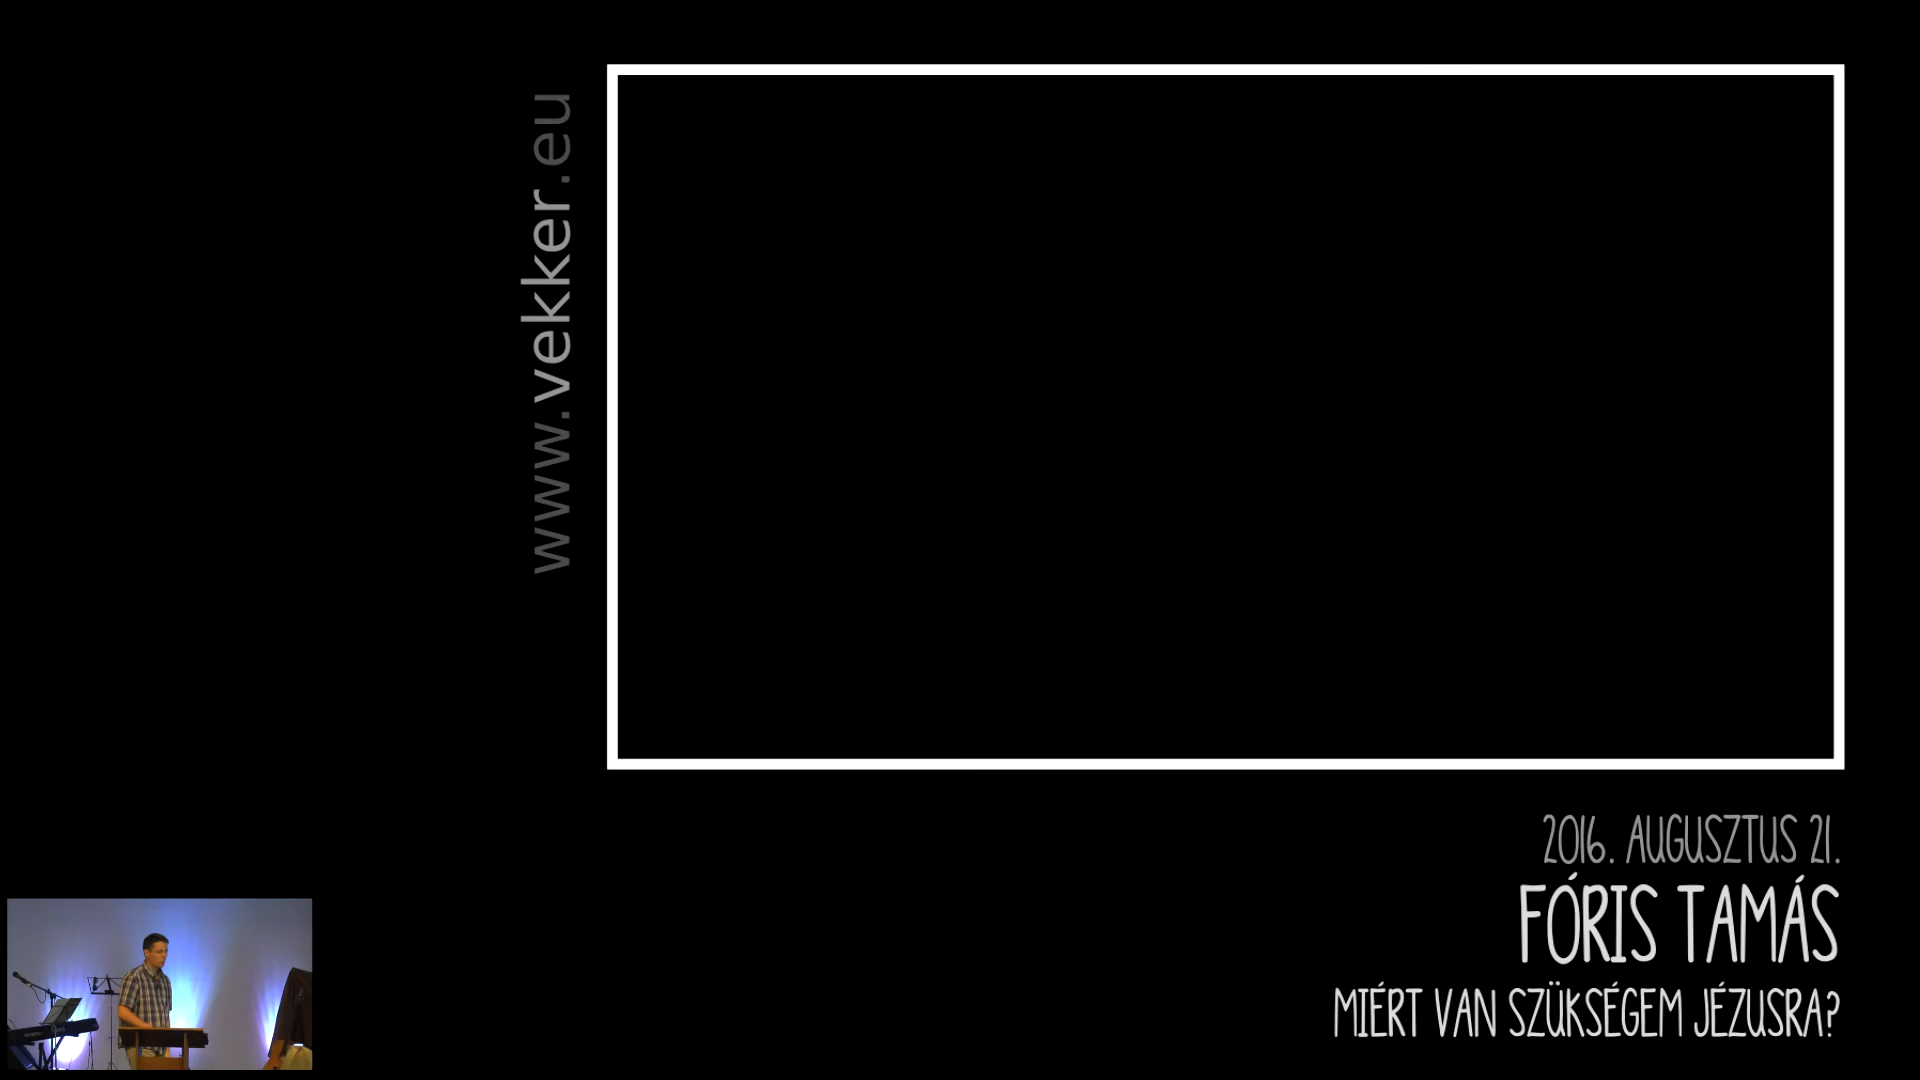 www.vekker.eu
2016. AUGUSZTUS 21.
FÓRIS TAMÁS
MIÉRT VAN SZÜKSÉGEM JÉZUSRA?